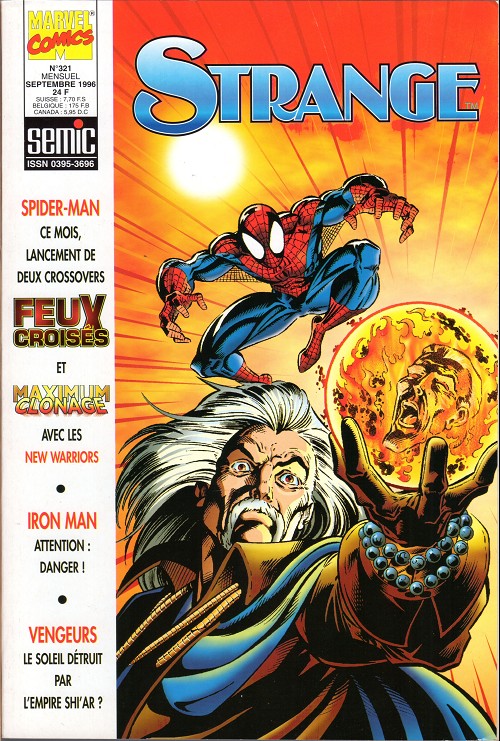 MARVEL
COMICS
M
N°321
MENSUEL
SEPTEMBRE 1996
24 F
SUISSE : 7,70 F.S
BELGIQUE : 175 F.B
CANADA : 5,95 D.C
semic
ISSN 0395-3696
STRANGE™
SPIDER-MAN
CE MOIS,
LANCEMENT DE
DEUX CROSSOVERS
FEUX
CROISÉS
ET
MAXIMUM
CLONAGE
AVEC LES
NEW WARRIORS
•
IRON MAN
ATTENTION :
DANGER !
•
VENGEURS
LE SOLEIL DÉTRUIT
PAR
L'EMPIRE SHI'AR ?